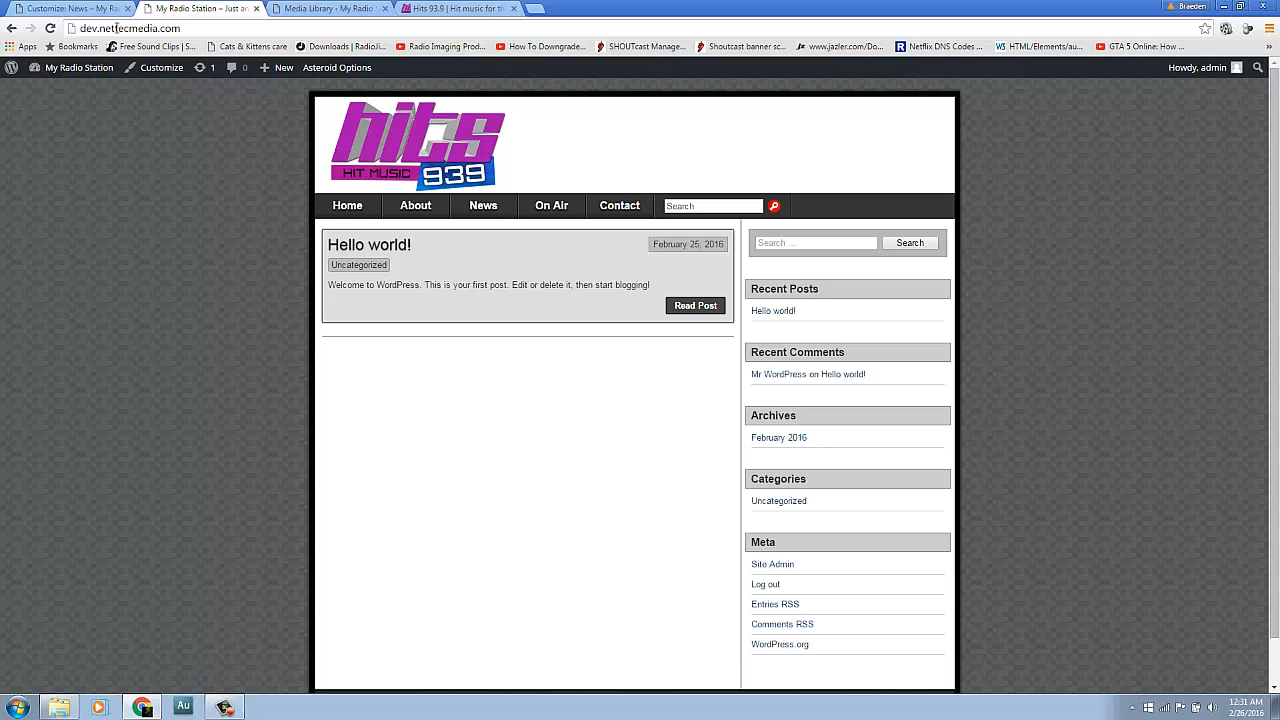 Customize: News – My Ra
My Radio Station – Just an
Media Library ‹ My Radio
Hits 93.9 | Hit music for th
Braeden
dev.netfecmedia.com
Apps
Bookmarks
Free Sound Clips | S...
Cats & Kittens care
Downloads | RadioJi...
Radio Imaging Prod...
How To Downgrade...
SHOUTcast Manage...
Shoutcast banner sc...
www.jazler.com/Do...
Netflix DNS Codes ...
HTML/Elements/au...
GTA 5 Online: How ...
»
My Radio Station
Customize
1
0
New
Asteroid Options
Howdy, admin
hits
HIT MUSIC 939
Home
About
News
On Air
Contact
Search
Hello world!
February 25, 2016
Uncategorized
Welcome to WordPress. This is your first post. Edit or delete it, then start blogging!
Read Post
Search ...
Search
Recent Posts
Hello world!
Recent Comments
Mr WordPress on Hello world!
Archives
February 2016
Categories
Uncategorized
Meta
Site Admin
Log out
Entries RSS
Comments RSS
WordPress.org
Au
12:31 AM
2/26/2016